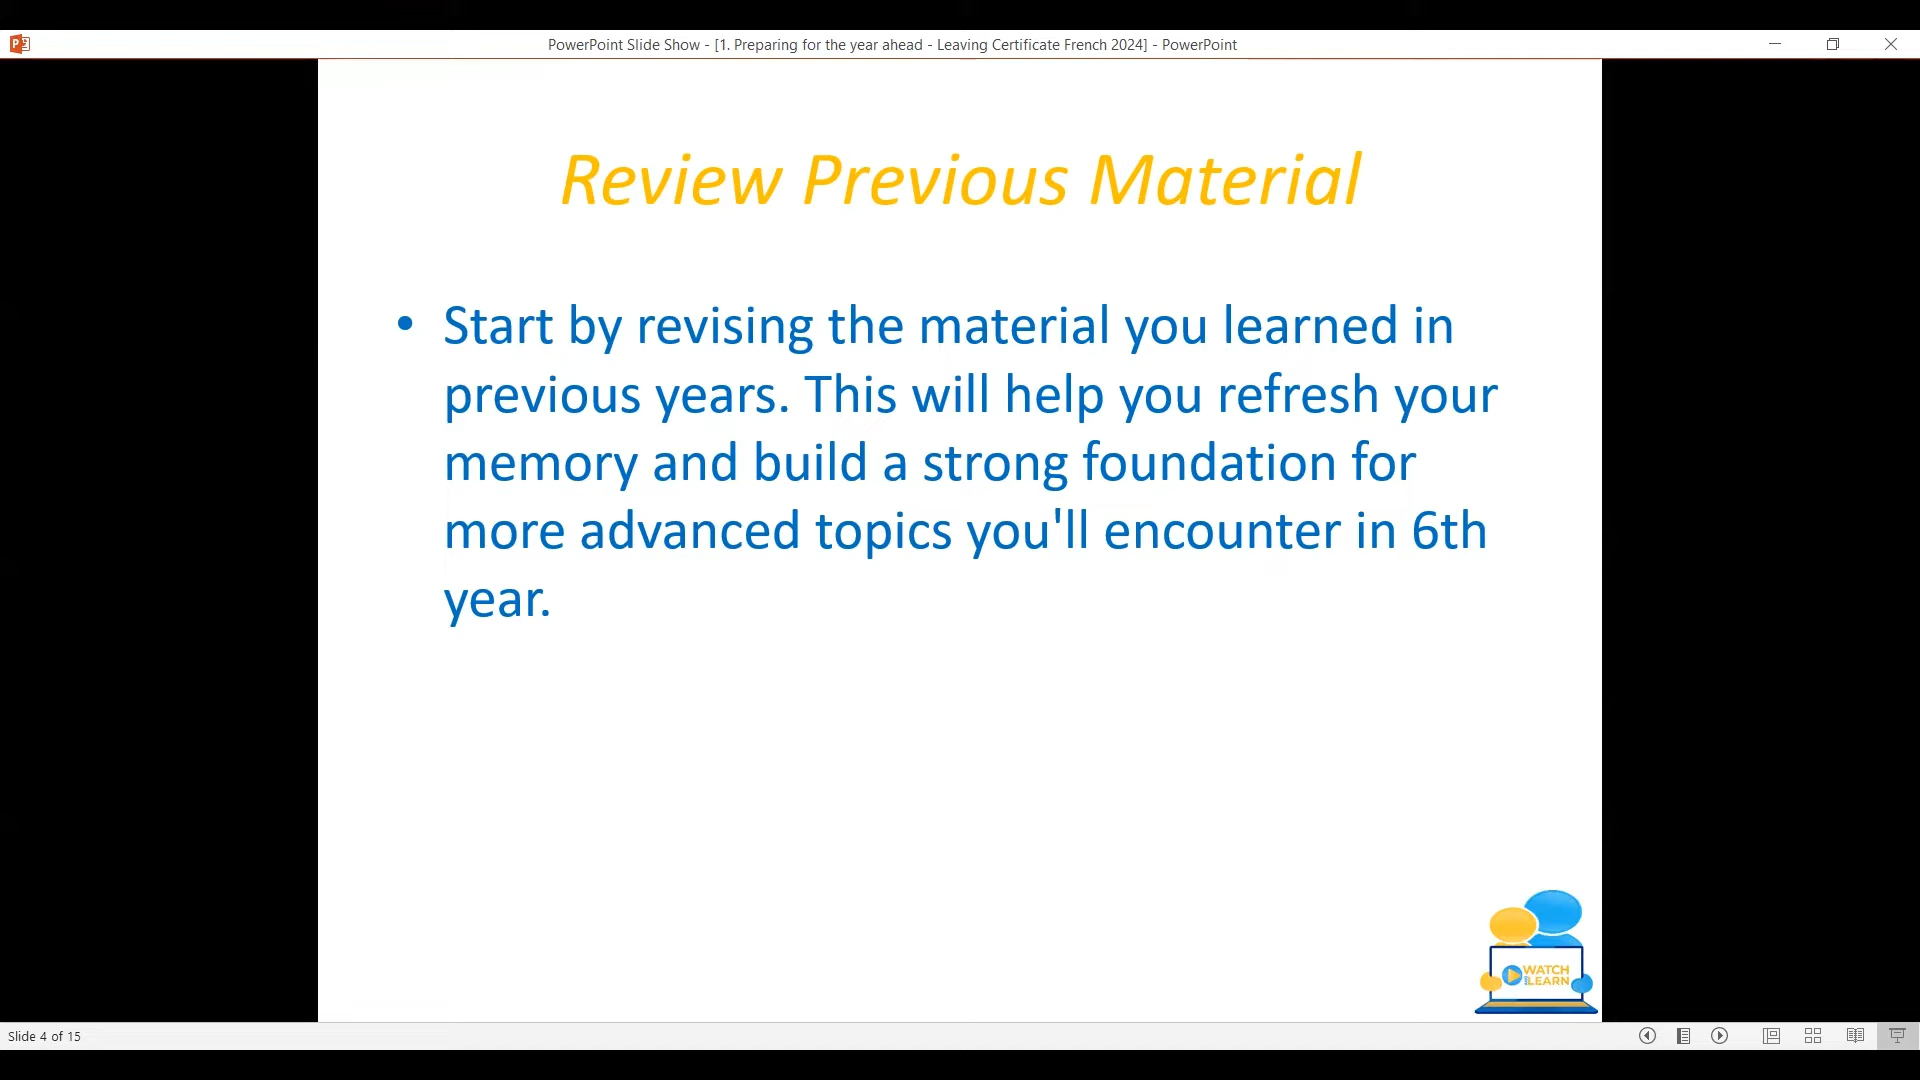 PowerPoint Slide Show - [1. Preparing for the year ahead - Leaving Certificate French 2024] - PowerPoint
Review Previous Material
• Start by revising the material you learned in
previous years. This will help you refresh your
memory and build a strong foundation for
more advanced topics you'll encounter in 6th
year.
WATCH
LEARN
Slide 4 of 15